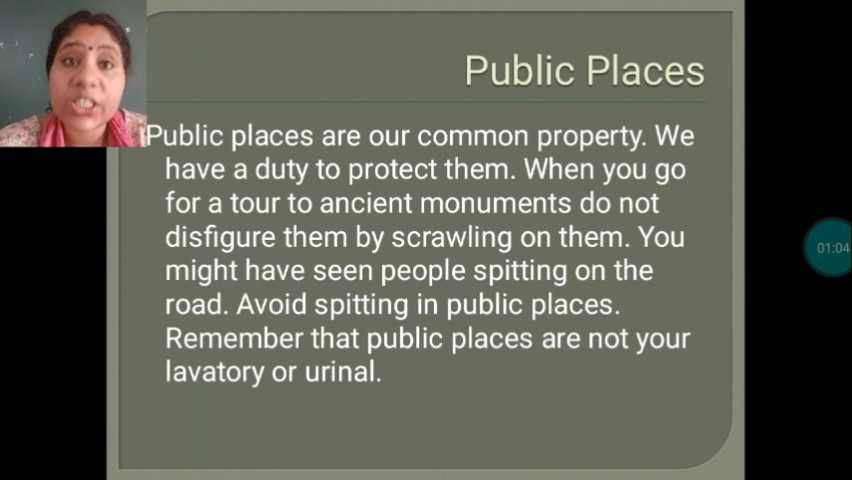 Public Places
Public places are our common property. We
have a duty to protect them. When you go
for a tour to ancient monuments do not
disfigure them by scrawling on them. You
might have seen people spitting on the
road. Avoid spitting in public places.
Remember that public places are not your
lavatory or urinal.
01:04